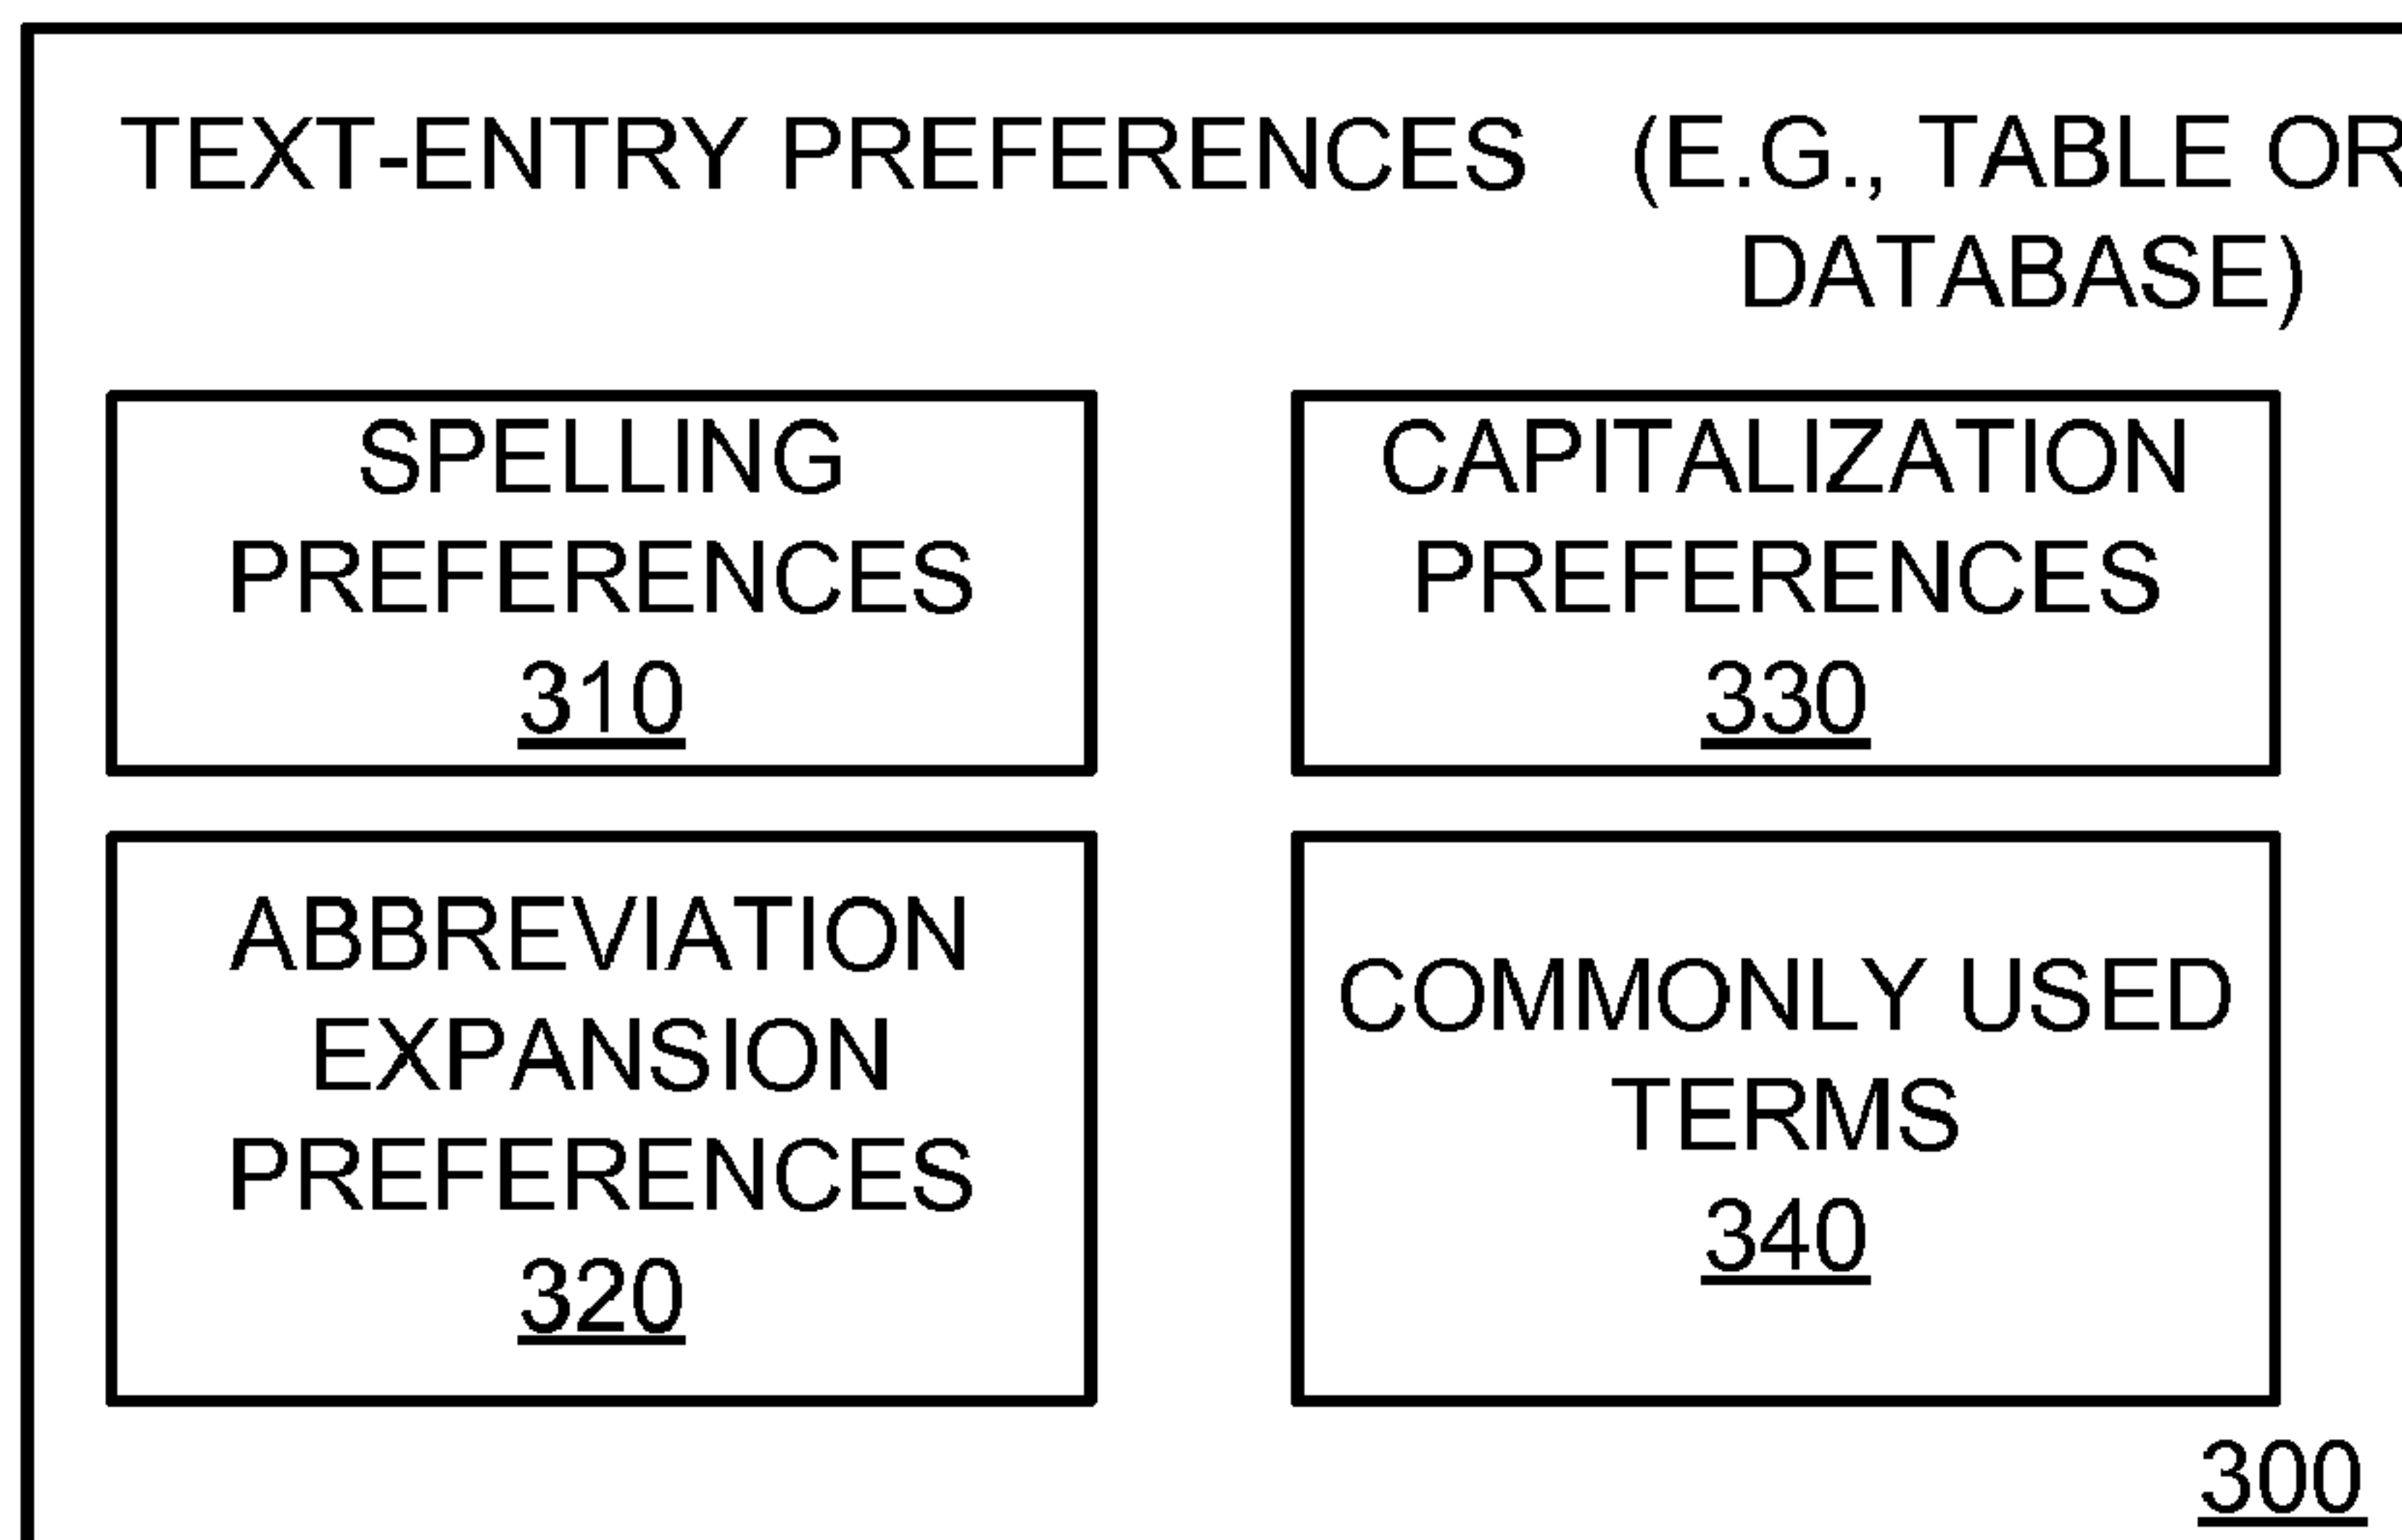 TEXT-ENTRY PREFERENCES (E.G., TABLE OR
DATABASE)
SPELLING
PREFERENCES
310
CAPITALIZATION
PREFERENCES
330
ABBREVIATION
EXPANSION
PREFERENCES
320
COMMONLY USED
TERMS
340
300